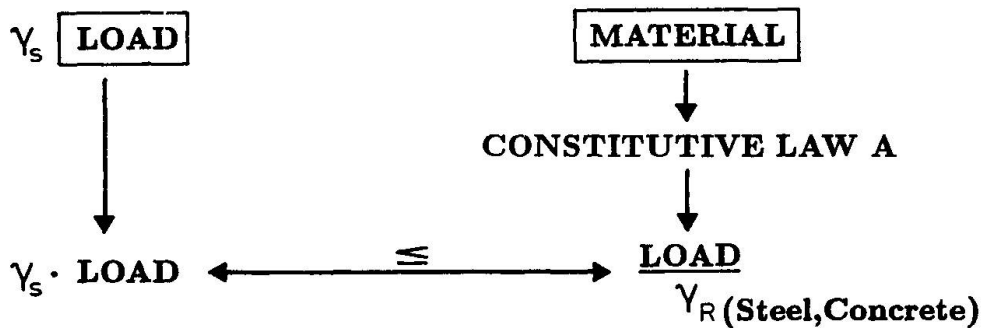 γs LOAD MATERIAL
CONSTITUTIVE LAW A
γs · LOAD ≦ LOAD
γR (Steel,Concrete)